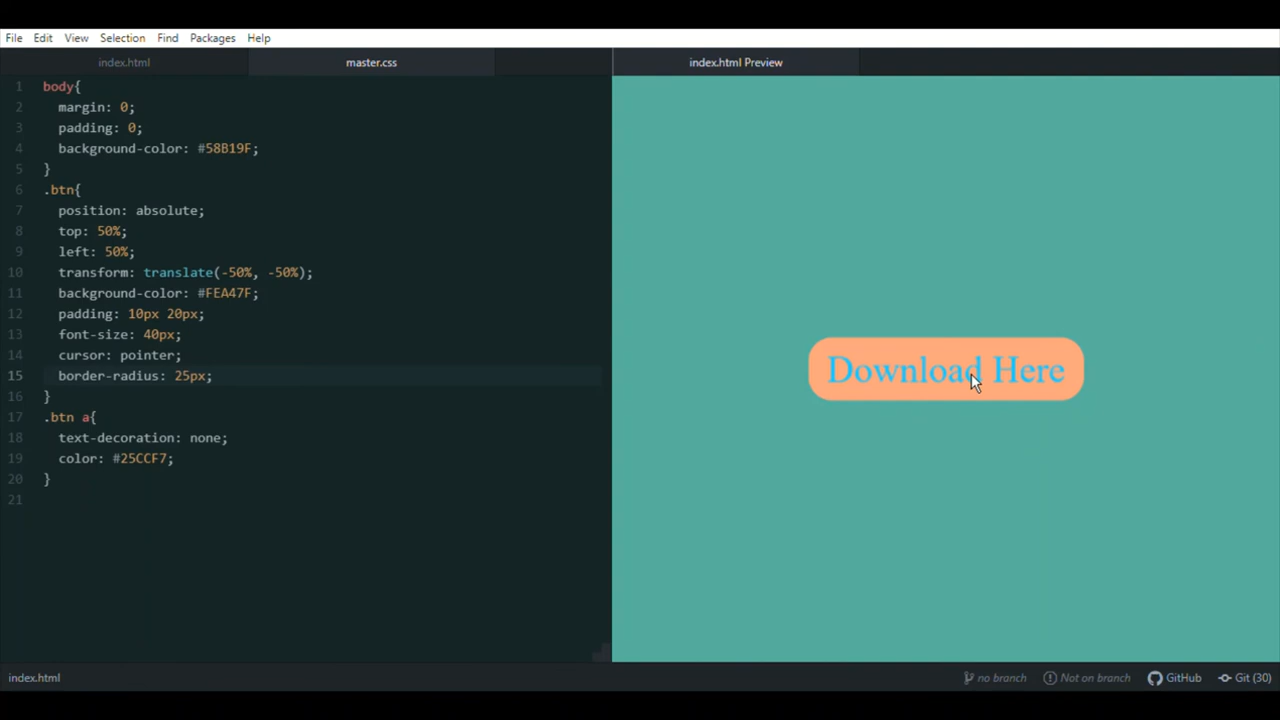 File Edit View Selection Find Packages Help
index.html master.css index.html Preview
1 body{
2 margin: 0;
3 padding: 0;
4 background-color: #58B19F;
5 }
6 .btn{
7 position: absolute;
8 top: 50%;
9 left: 50%;
10 transform: translate(-50%, -50%);
11 background-color: #FEA47F;
12 padding: 10px 20px;
13 font-size: 40px;
14 cursor: pointer;
15 border-radius: 25px;
16 }
17 .btn a{
18 text-decoration: none;
19 color: #25CCF7;
20 }
21
Download Here
index.html no branch Not on branch GitHub Git (30)